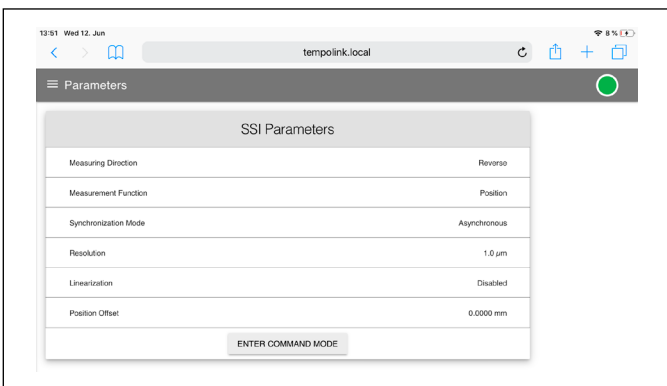 13:51 Wed 12. Jun 8 %
tempolink.local
Parameters
SSI Parameters
Measuring Direction Reverse
Measurement Function Position
Synchronization Mode Asynchronous
Resolution 1.0 μm
Linearization Disabled
Position Offset 0.0000 mm
ENTER COMMAND MODE